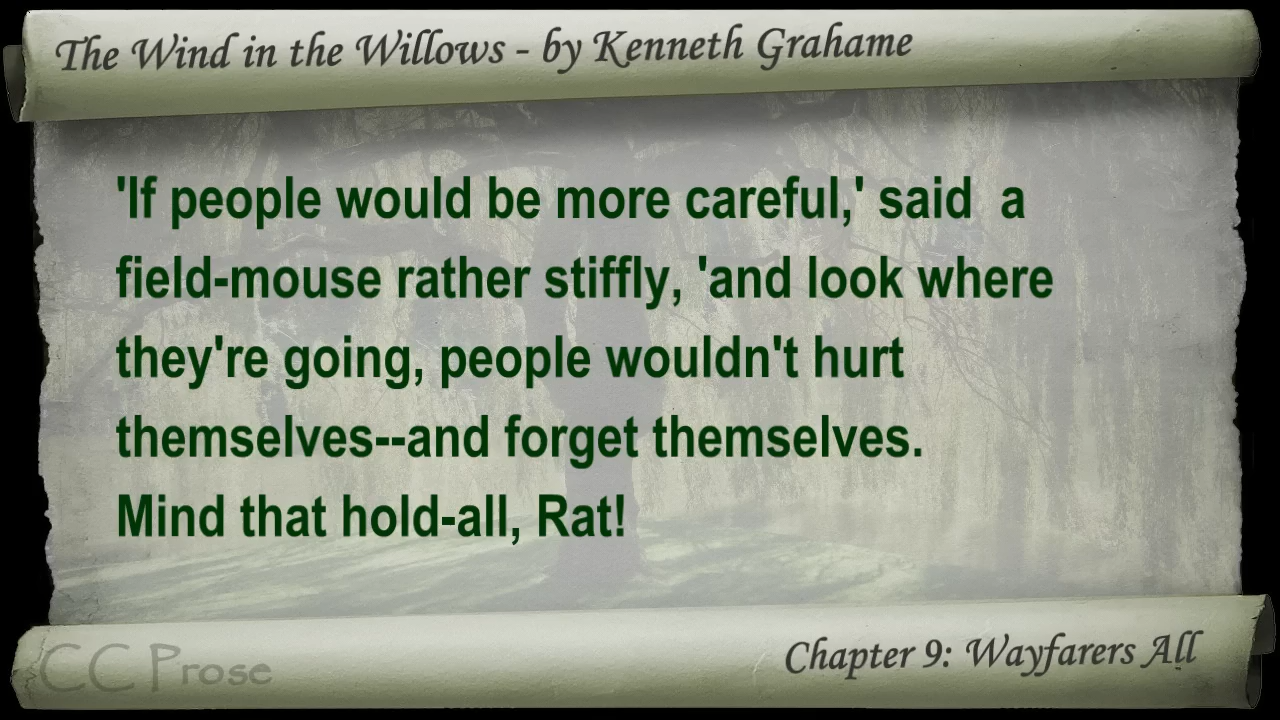 The Wind in the Willows - by Kenneth Grahame
'If people would be more careful,' said  a
field-mouse rather stiffly, 'and look where
they're going, people wouldn't hurt
themselves--and forget themselves.
Mind that hold-all, Rat!
CC Prose
Chapter 9: Wayfarers All